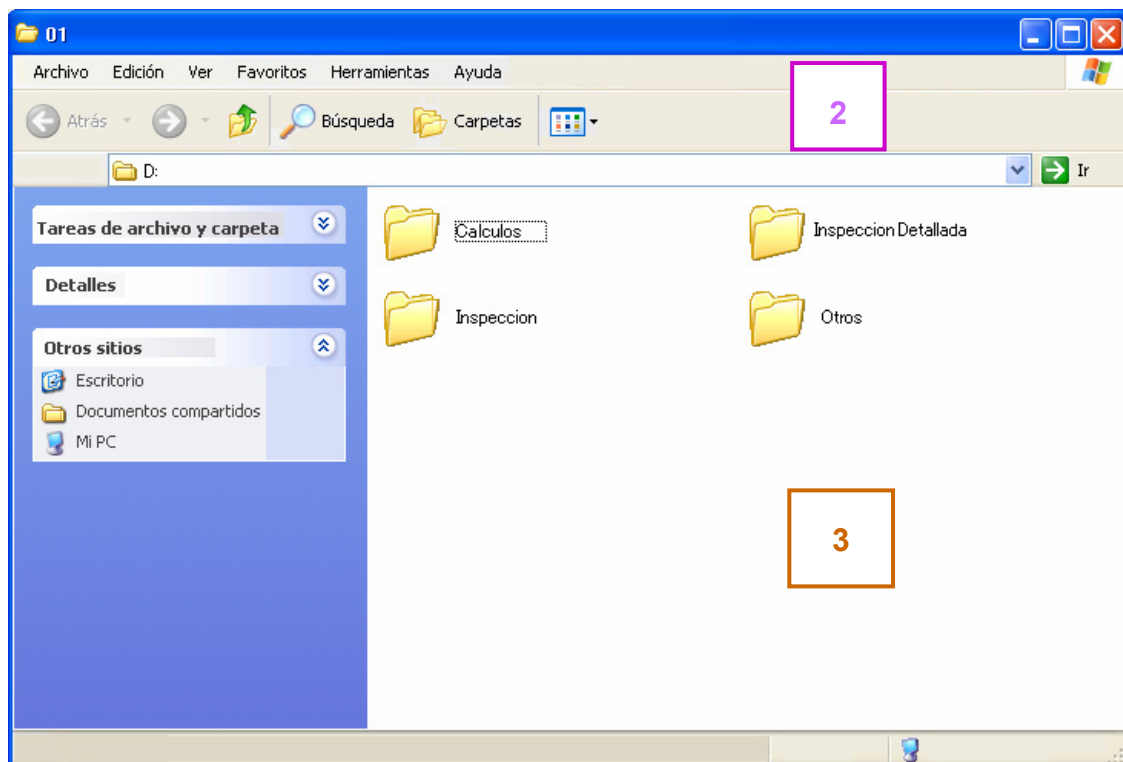 01
Archivo Edición Ver Favoritos Herramientas Ayuda
2
Atrás Búsqueda Carpetas
D: Ir
Tareas de archivo y carpeta
Detalles
Otros sitios
Escritorio
Documentos compartidos
Mi PC
Calculos Inspeccion Detallada
Inspeccion Otros
3